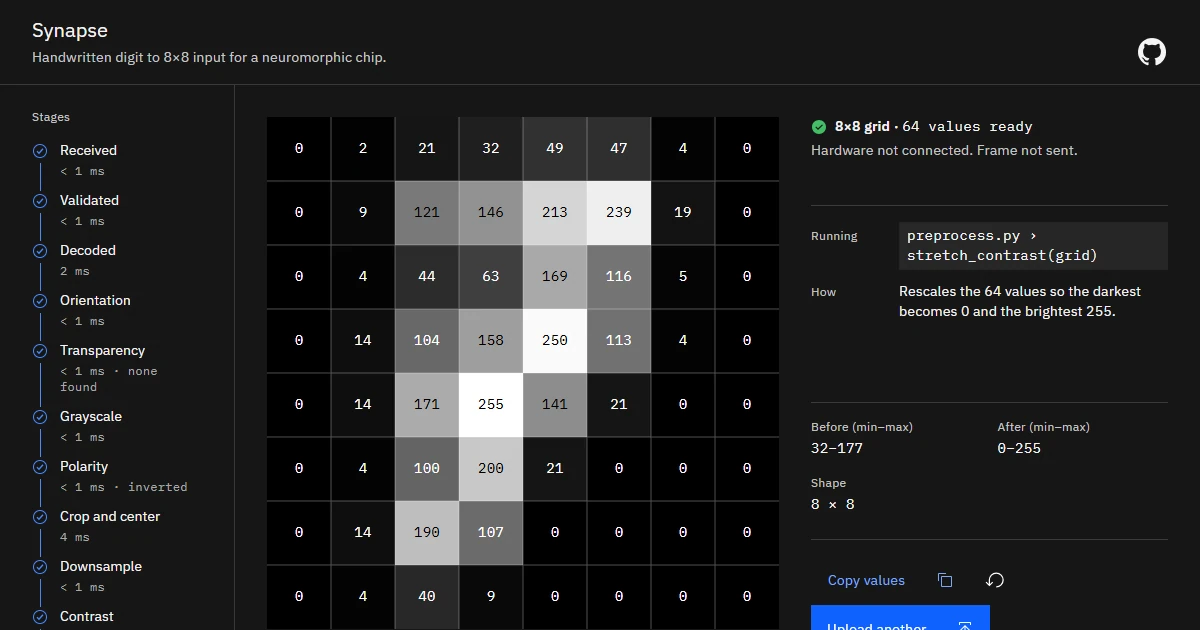 Synapse
Handwritten digit to 8×8 input for a neuromorphic chip.
Stages
Received
< 1 ms
Validated
< 1 ms
Decoded
2 ms
Orientation
< 1 ms
Transparency
< 1 ms · none
found
Grayscale
< 1 ms
Polarity
< 1 ms · inverted
Crop and center
4 ms
Downsample
< 1 ms
Contrast
0 2 21 32 49 47 4 0
0 9 121 146 213 239 19 0
0 4 44 63 169 116 5 0
0 14 104 158 250 113 4 0
0 14 171 255 141 21 0 0
0 4 100 200 21 0 0 0
0 14 190 107 0 0 0 0
0 4 40 9 0 0 0 0
8×8 grid · 64 values ready
Hardware not connected. Frame not sent.
Running
preprocess.py ›
stretch_contrast(grid)
How
Rescales the 64 values so the darkest
becomes 0 and the brightest 255.
Before (min–max)
32–177
After (min–max)
0–255
Shape
8 × 8
Copy values
Upload another